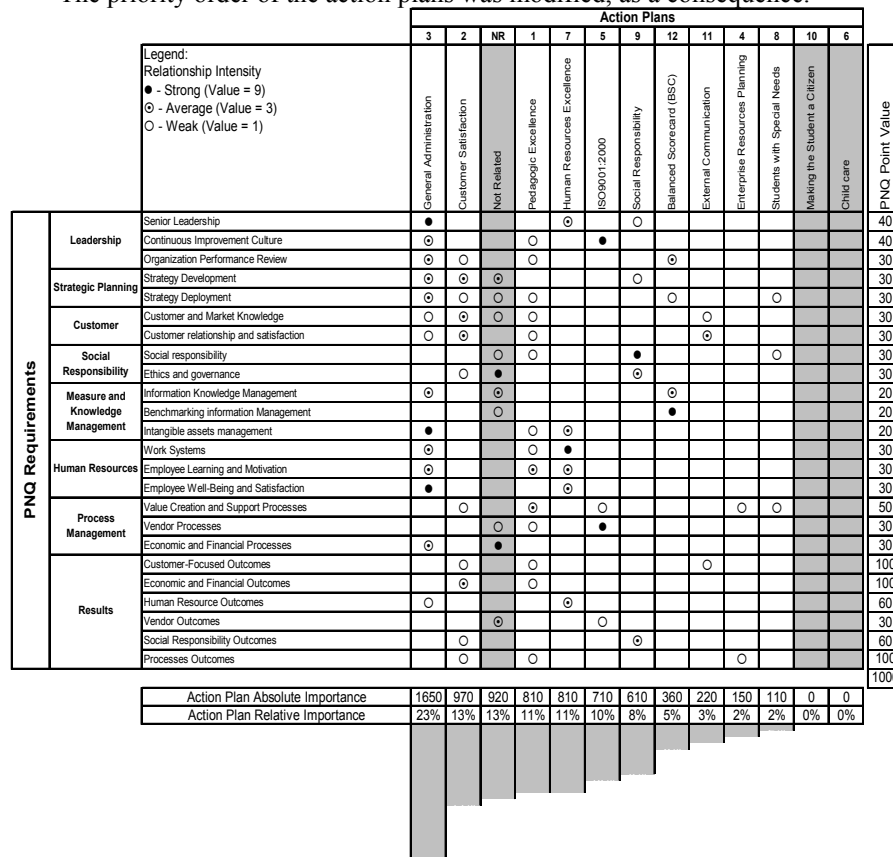 The priority order of the action plans was modified, as a consequence.
Action Plans
3 2 NR 1 7 5 9 12 11 4 8 10 6
Legend:
Relationship Intensity
● - Strong (Value = 9)
⊙ - Average (Value = 3)
○ - Weak (Value = 1)
General Administration
Customer Satisfaction
Not Related
Pedagogic Excellence
Human Resources Excellence
ISO9001:2000
Social Responsibility
Balanced Scorecard (BSC)
External Communication
Enterprise Resources Planning
Students with Special Needs
Making the Student a Citizen
Child care
PNQ Point Value
PNQ Requirements
Leadership
Senior Leadership ● ⊙ ○ 40
Continuous Improvement Culture ⊙ ○ ● 40
Organization Performance Review ⊙ ○ ○ ⊙ 30
Strategic Planning
Strategy Development ⊙ ⊙ ⊙ ○ 30
Strategy Deployment ⊙ ○ ○ ○ ○ ○ 30
Customer
Customer and Market Knowledge ○ ⊙ ○ ○ ○ 30
Customer relationship and satisfaction ○ ⊙ ○ ⊙ 30
Social
Responsibility
Social responsibility ○ ○ ● ○ 30
Ethics and governance ○ ● ⊙ 30
Measure and
Knowledge
Management
Information Knowledge Management ⊙ ⊙ ⊙ 20
Benchmarking information Management ○ ● 20
Intangible assets management ● ○ ⊙ 20
Human Resources
Work Systems ⊙ ○ ● 30
Employee Learning and Motivation ⊙ ⊙ ⊙ 30
Employee Well-Being and Satisfaction ● ⊙ 30
Process
Management
Value Creation and Support Processes ○ ⊙ ○ ○ ○ 50
Vendor Processes ○ ○ ● 30
Economic and Financial Processes ⊙ ● 30
Results
Customer-Focused Outcomes ○ ○ ○ 100
Economic and Financial Outcomes ⊙ ○ 100
Human Resource Outcomes ○ ⊙ 60
Vendor Outcomes ⊙ ○ 30
Social Responsibility Outcomes ○ ⊙ 60
Processes Outcomes ○ ○ ○ 100
Action Plan Absolute Importance 1650 970 920 810 810 710 610 360 220 150 110 0 0
Action Plan Relative Importance 23% 13% 13% 11% 11% 10% 8% 5% 3% 2% 2% 0% 0%